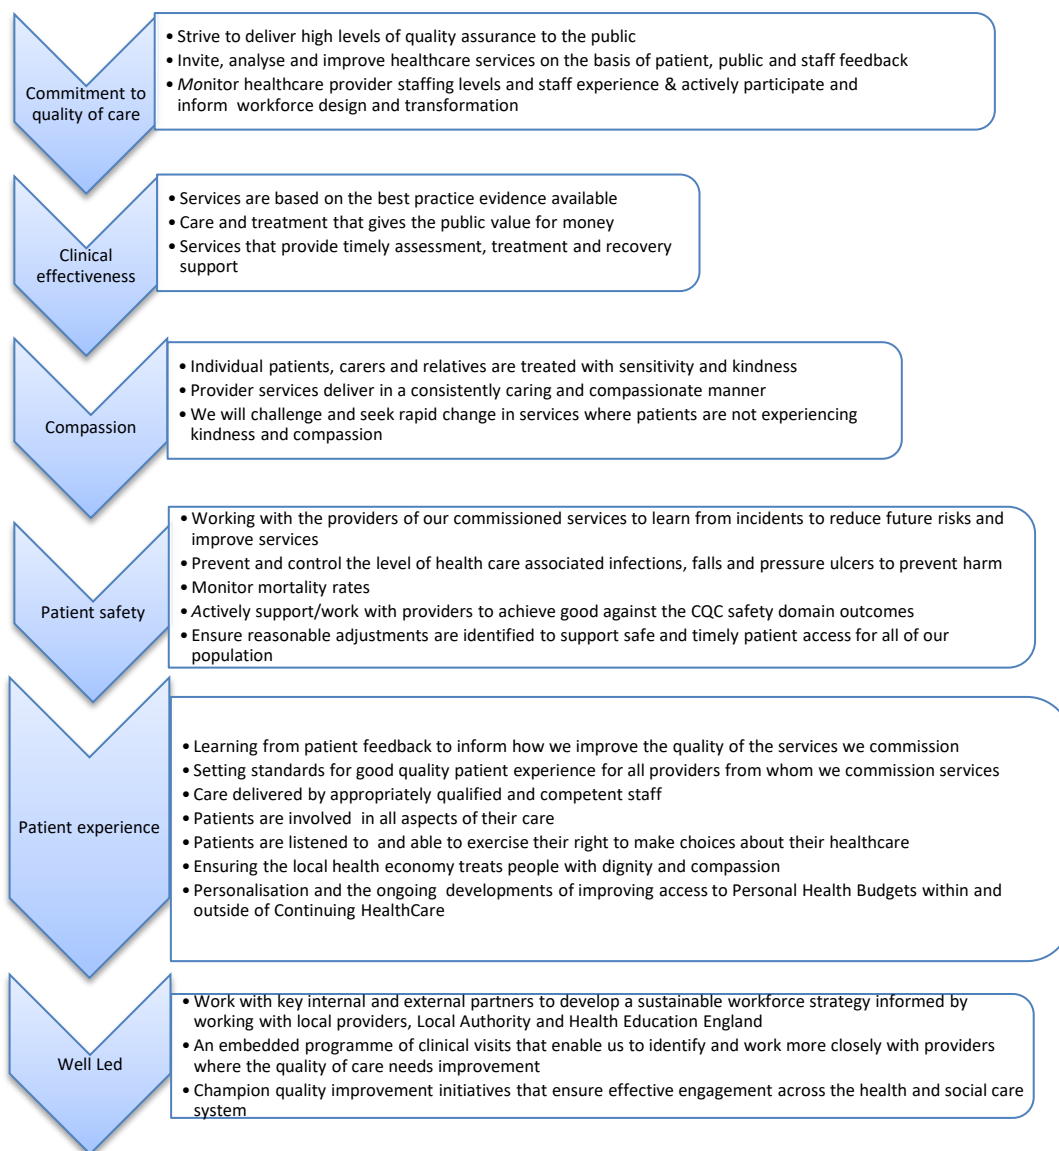 Commitment to
quality of care
• Strive to deliver high levels of quality assurance to the public
• Invite, analyse and improve healthcare services on the basis of patient, public and staff feedback
• Monitor healthcare provider staffing levels and staff experience & actively participate and
inform workforce design and transformation
Clinical
effectiveness
• Services are based on the best practice evidence available
• Care and treatment that gives the public value for money
• Services that provide timely assessment, treatment and recovery
support
Compassion
• Individual patients, carers and relatives are treated with sensitivity and kindness
• Provider services deliver in a consistently caring and compassionate manner
• We will challenge and seek rapid change in services where patients are not experiencing
kindness and compassion
Patient safety
• Working with the providers of our commissioned services to learn from incidents to reduce future risks and
improve services
• Prevent and control the level of health care associated infections, falls and pressure ulcers to prevent harm
• Monitor mortality rates
• Actively support/work with providers to achieve good against the CQC safety domain outcomes
• Ensure reasonable adjustments are identified to support safe and timely patient access for all of our
population
Patient experience
• Learning from patient feedback to inform how we improve the quality of the services we commission
• Setting standards for good quality patient experience for all providers from whom we commission services
• Care delivered by appropriately qualified and competent staff
• Patients are involved in all aspects of their care
• Patients are listened to and able to exercise their right to make choices about their healthcare
• Ensuring the local health economy treats people with dignity and compassion
• Personalisation and the ongoing developments of improving access to Personal Health Budgets within and
outside of Continuing HealthCare
Well Led
• Work with key internal and external partners to develop a sustainable workforce strategy informed by
working with local providers, Local Authority and Health Education England
• An embedded programme of clinical visits that enable us to identify and work more closely with providers
where the quality of care needs improvement
• Champion quality improvement initiatives that ensure effective engagement across the health and social care
system